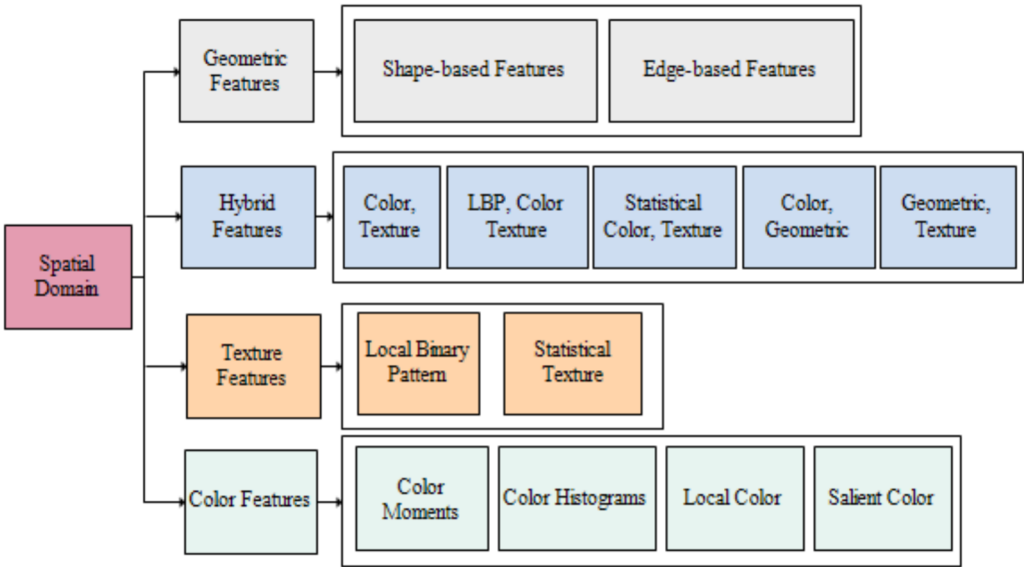 Geometric
Features
Shape-based Features
Edge-based Features
Hybrid
Features
Color,
Texture
LBP, Color
Texture
Statistical
Color, Texture
Color,
Geometric
Geometric,
Texture
Spatial
Domain
Texture
Features
Local Binary
Pattern
Statistical
Texture
Color Features
Color
Moments
Color Histograms
Local Color
Salient Color